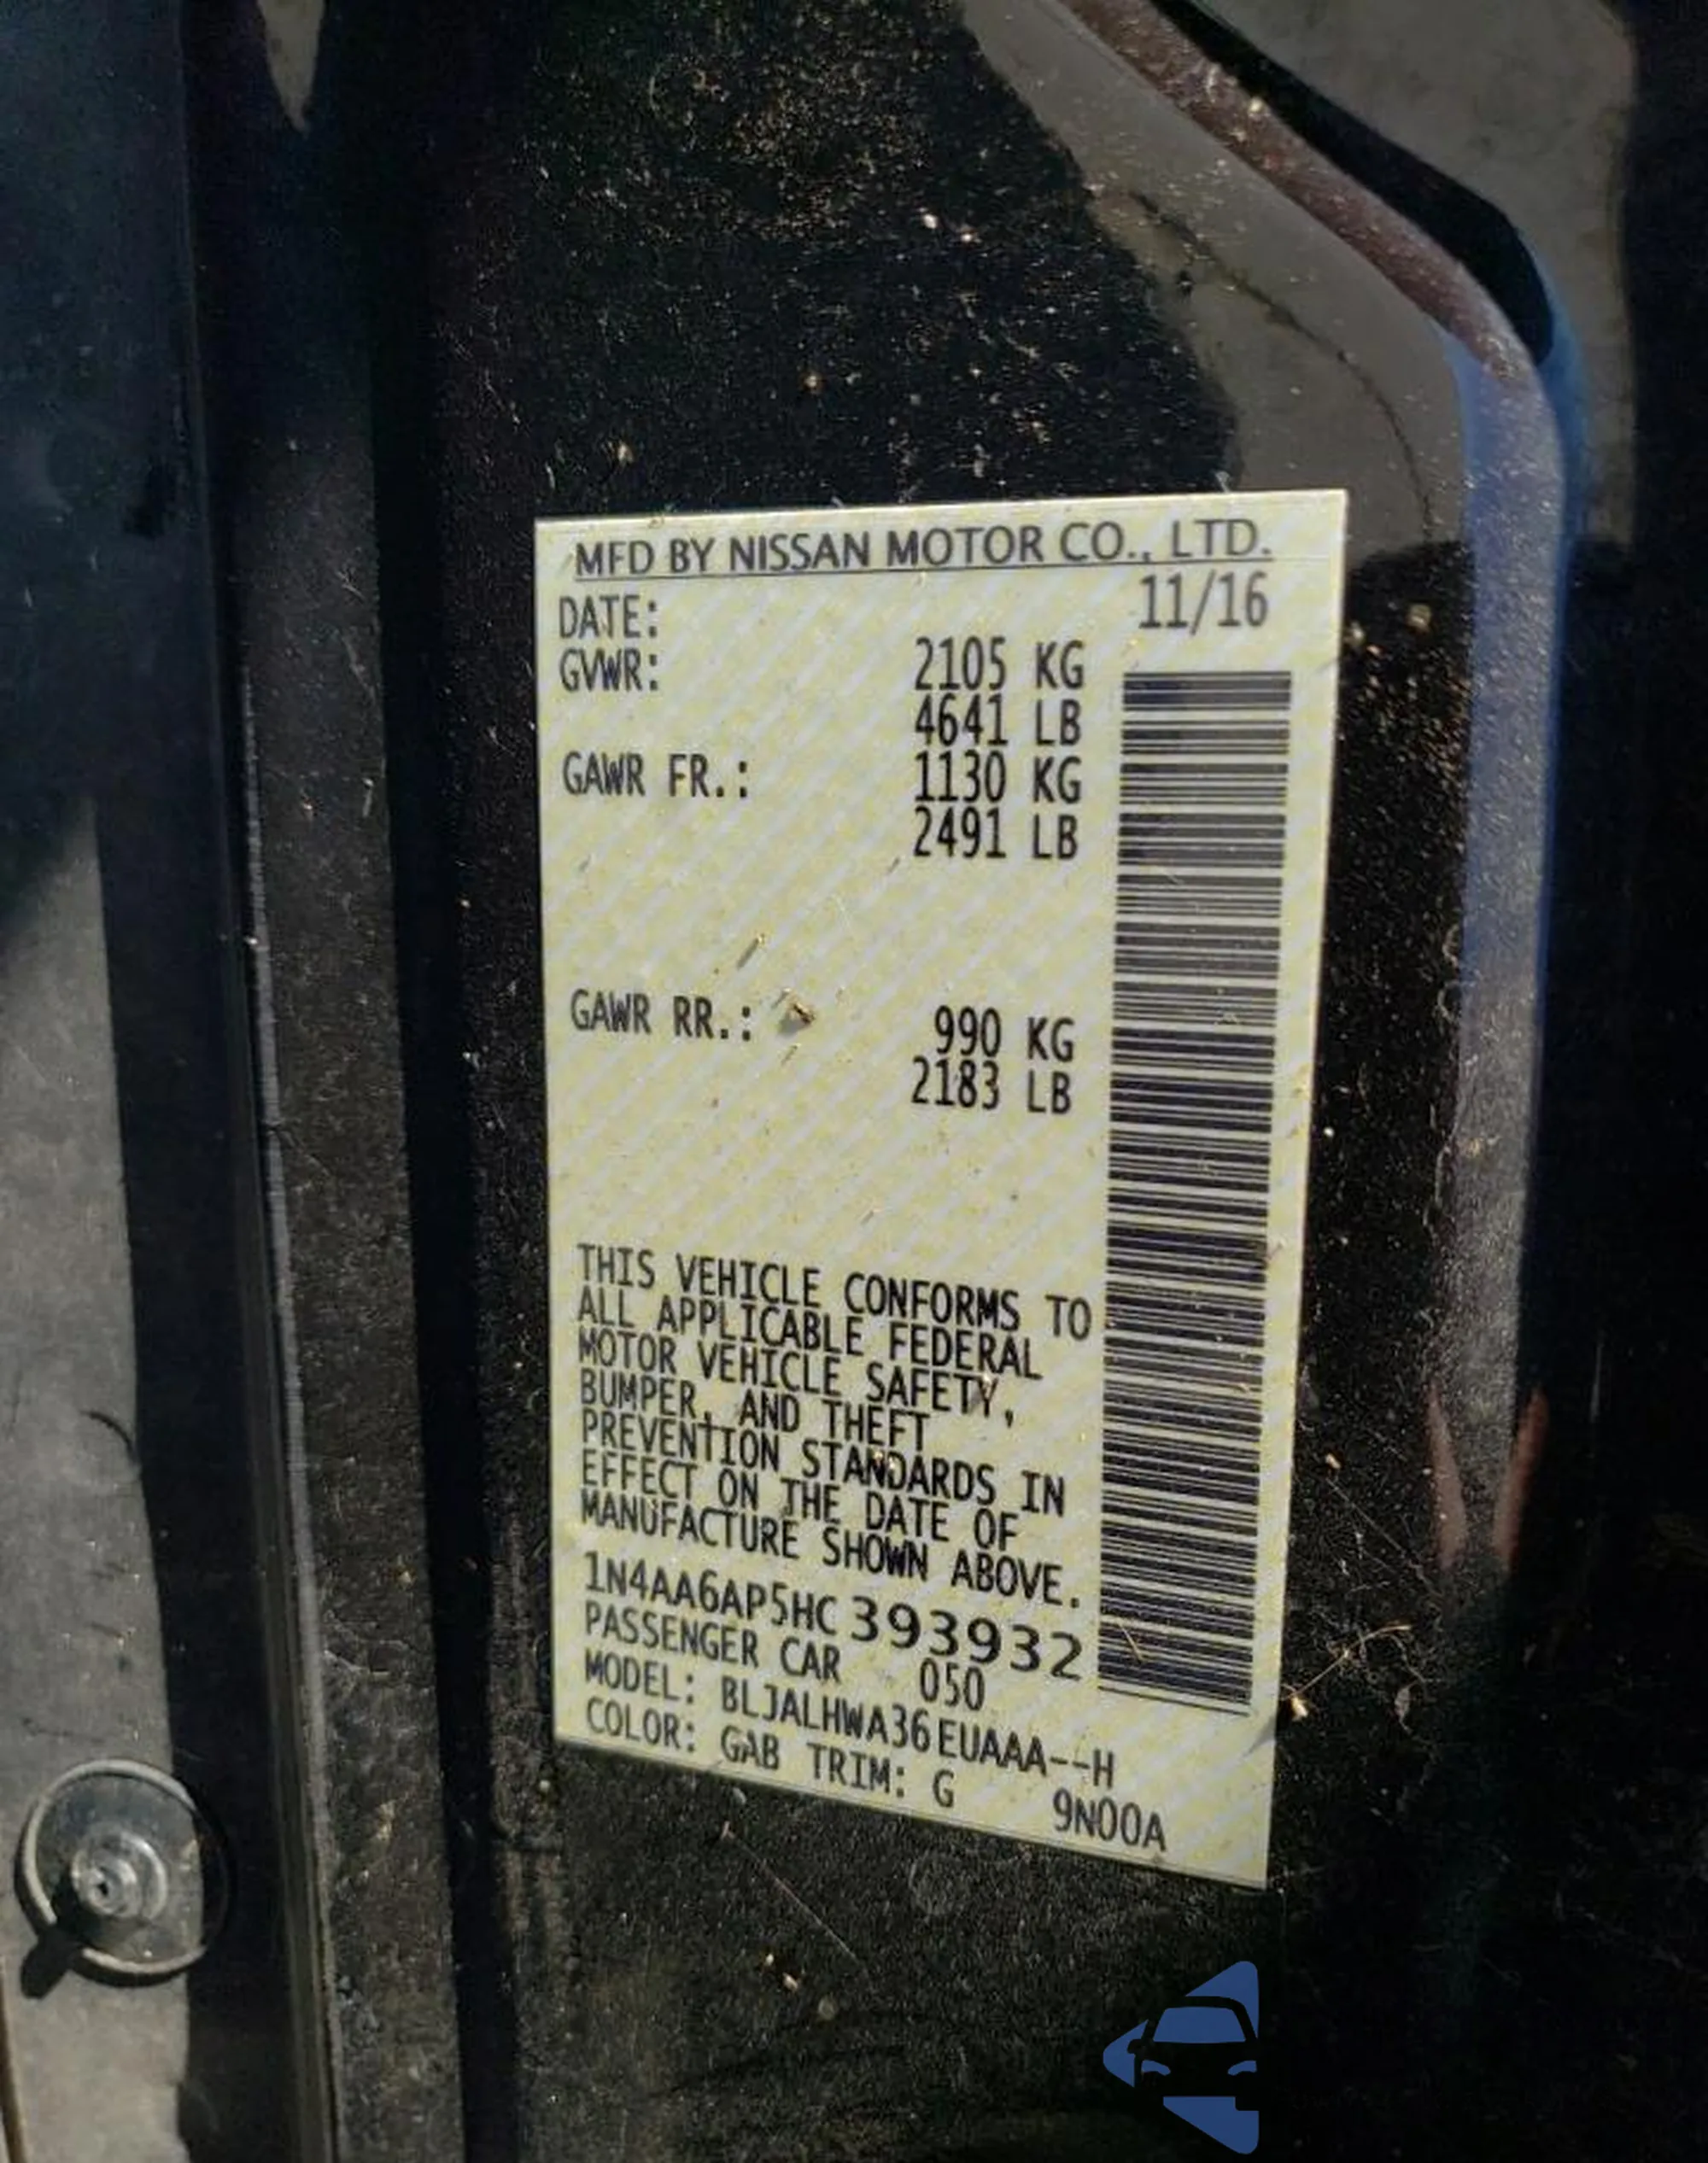 MFD BY NISSAN MOTOR CO., LTD.
DATE: 11/16
GVWR: 2105 KG
4641 LB
GAWR FR.: 1130 KG
2491 LB
GAWR RR.: 990 KG
2183 LB
THIS VEHICLE CONFORMS TO
ALL APPLICABLE FEDERAL
MOTOR VEHICLE SAFETY,
BUMPER, AND THEFT
PREVENTION STANDARDS IN
EFFECT ON THE DATE OF
MANUFACTURE SHOWN ABOVE.
1N4AA6AP5HC393932
PASSENGER CAR 050
MODEL: BLJALHWA36EUAAA--H
COLOR: GAB TRIM: G 9N00A